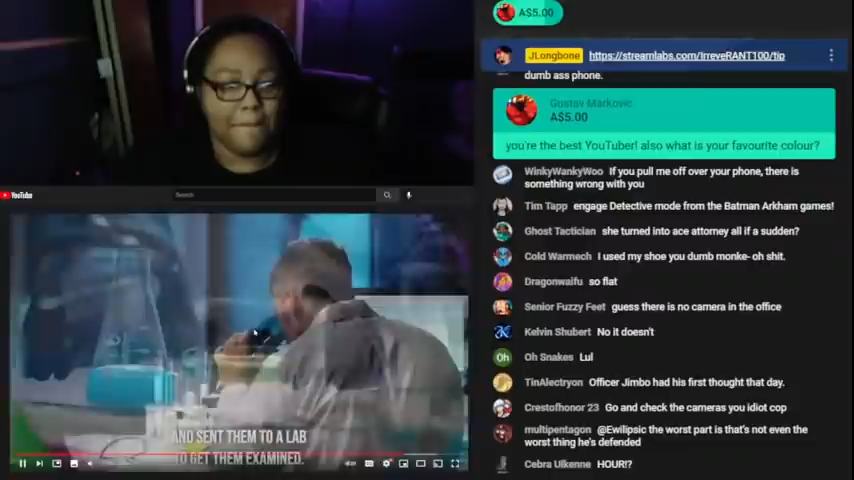 A$5.00
JLongbone https://streamlabs.com/IrreveRANT100/tip
dumb ass phone.
Gustav Markovic
A$5.00
you're the best YouTuber! also what is your favourite colour?
WinkyWankyWoo If you pull me off over your phone, there is
something wrong with you
Tim Tapp engage Detective mode from the Batman Arkham games!
Ghost Tactician she turned into ace attorney all if a sudden?
Cold Warmech I used my shoe you dumb monke- oh shit.
Dragonwaifu so flat
Senior Fuzzy Feet guess there is no camera in the office
Kelvin Shubert No it doesn't
Oh Oh Snakes Lul
TinAlectryon Officer Jimbo had his first thought that day.
Crestofhonor 23 Go and check the cameras you idiot cop
multipentagon @Ewilipsic the worst part is that's not even the
worst thing he's defended
Cebra Ulkenne HOUR!?
YouTube
Search
AND SENT THEM TO A LAB
TO GET THEM EXAMINED.